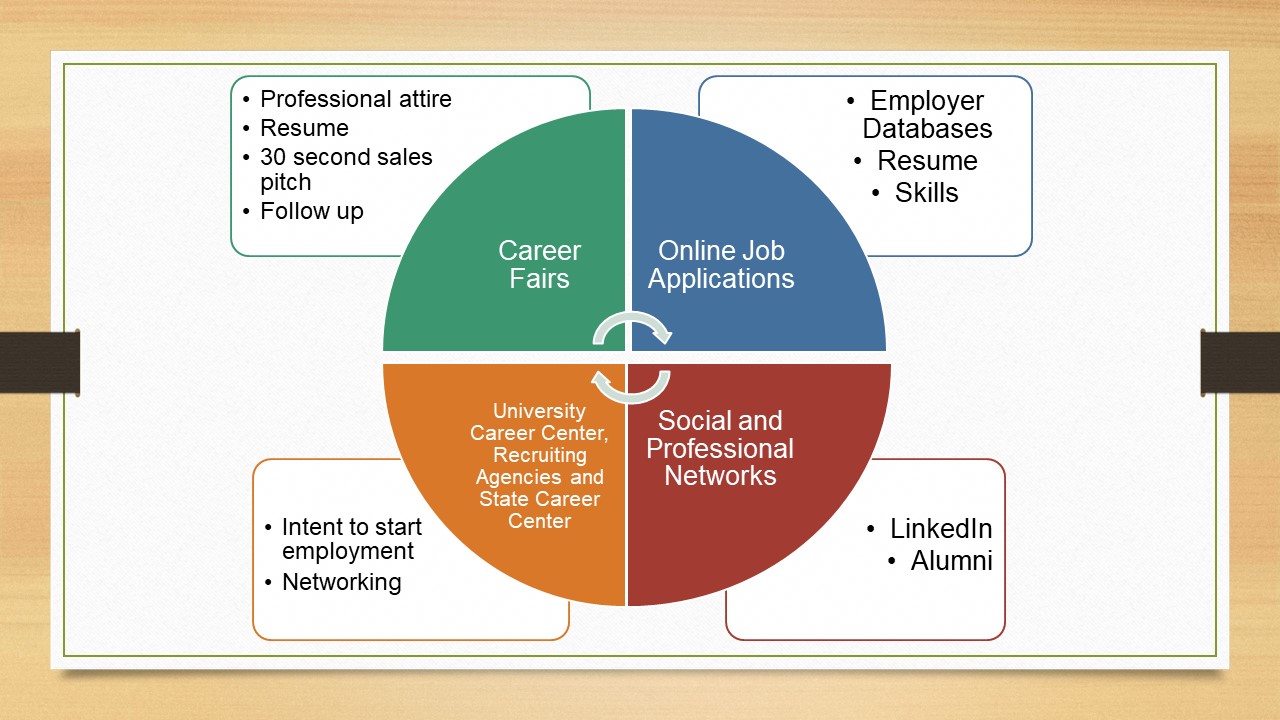 • Professional attire
• Resume
• 30 second sales
pitch
• Follow up
• Employer
Databases
• Resume
• Skills
Career
Fairs
Online Job
Applications
University
Career Center,
Recruiting
Agencies and
State Career
Center
Social and
Professional
Networks
• Intent to start
employment
• Networking
• LinkedIn
• Alumni